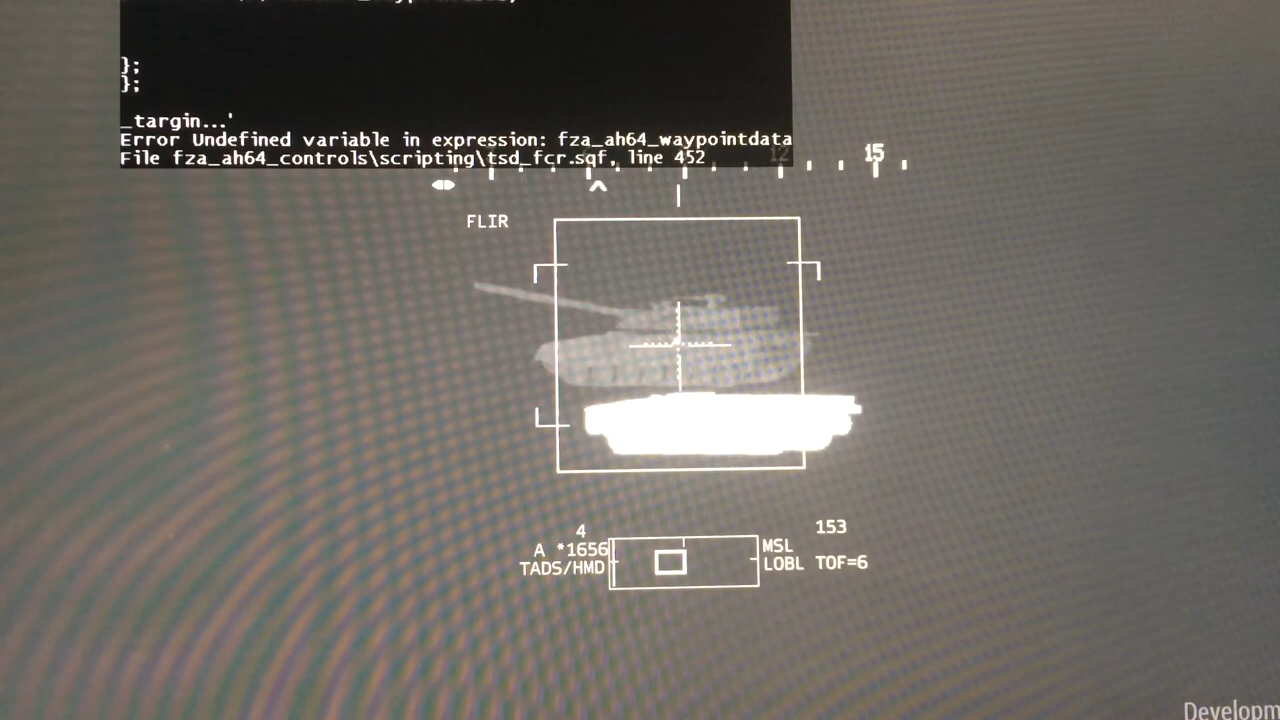 };
};
_targin...'
Error Undefined variable in expression: fza_ah64_waypointdata
File fza_ah64_controls\scripting\tsd_fcr.sqf, line 452
12 15
FLIR
4
153
A *1656
MSL
TADS/HMD
LOBL TOF=6